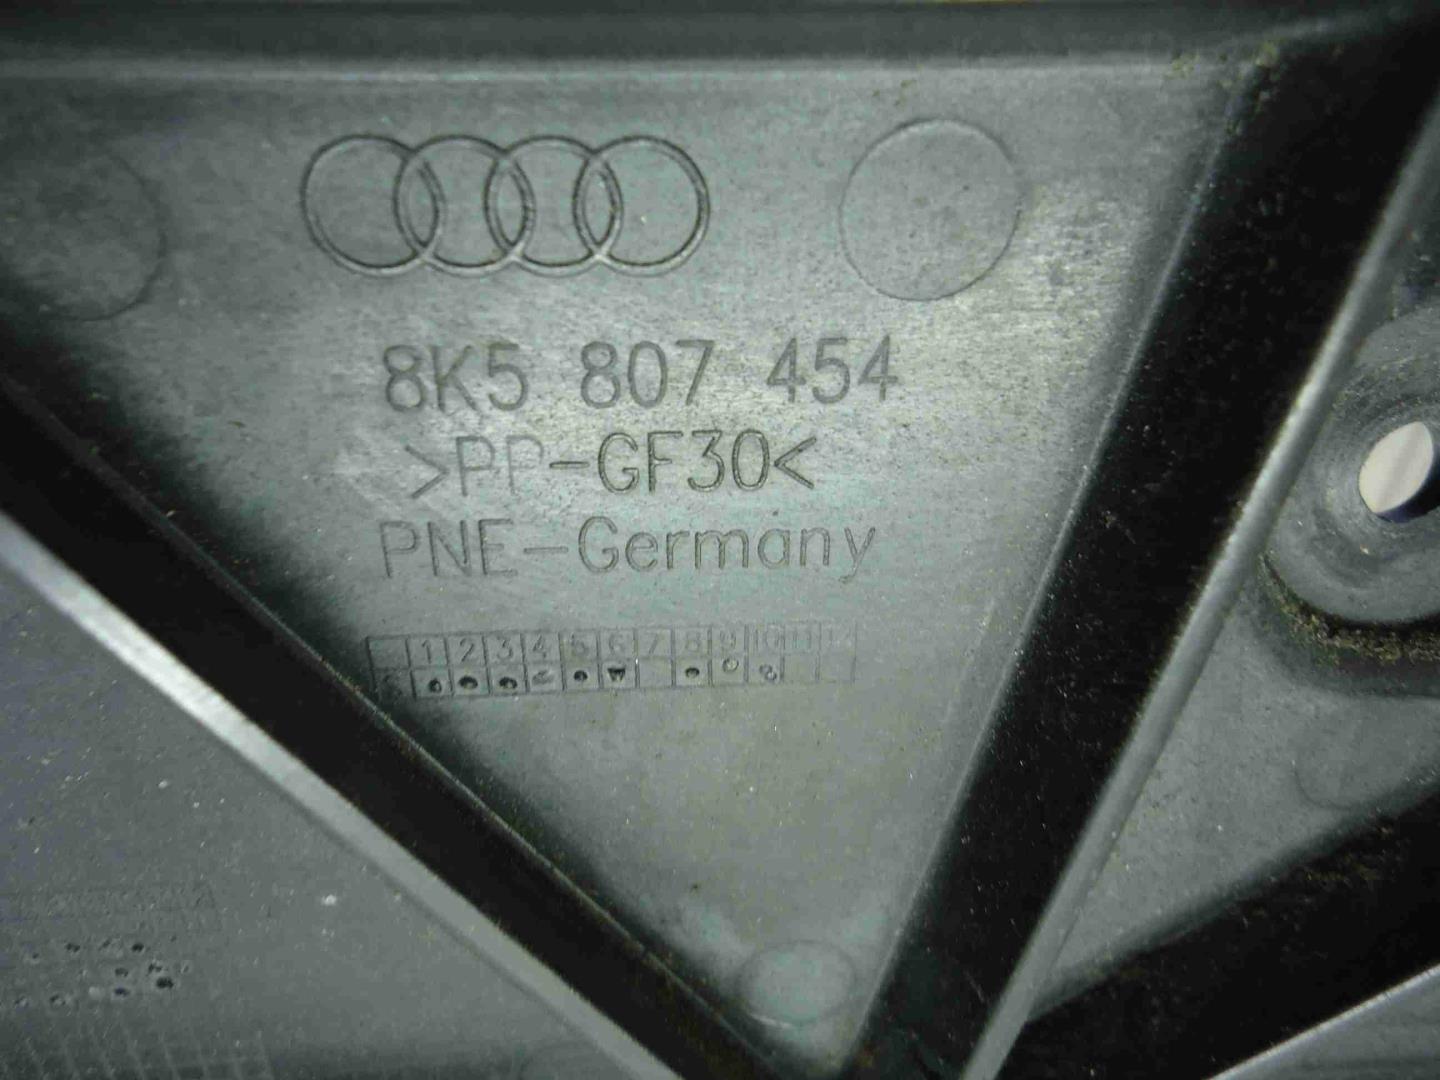 8K5 807 454
>PP-GF30<
PNE-Germany
1 2 3 4 5 6 7 8 9 10 11 12